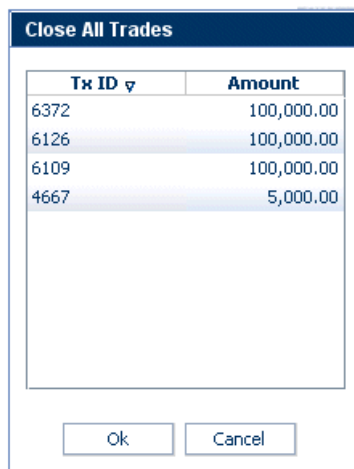 Close All Trades
Tx ID Amount
6372 100,000.00
6126 100,000.00
6109 100,000.00
4667 5,000.00
Ok Cancel